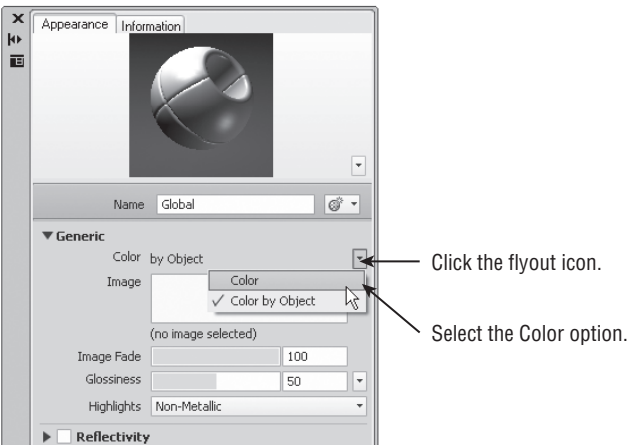 Appearance
Information
Name Global
Generic
Color by Object
Click the flyout icon.
Image
Color
Color by Object
Select the Color option.
(no image selected)
Image Fade 100
Glossiness 50
Highlights Non-Metallic
Reflectivity